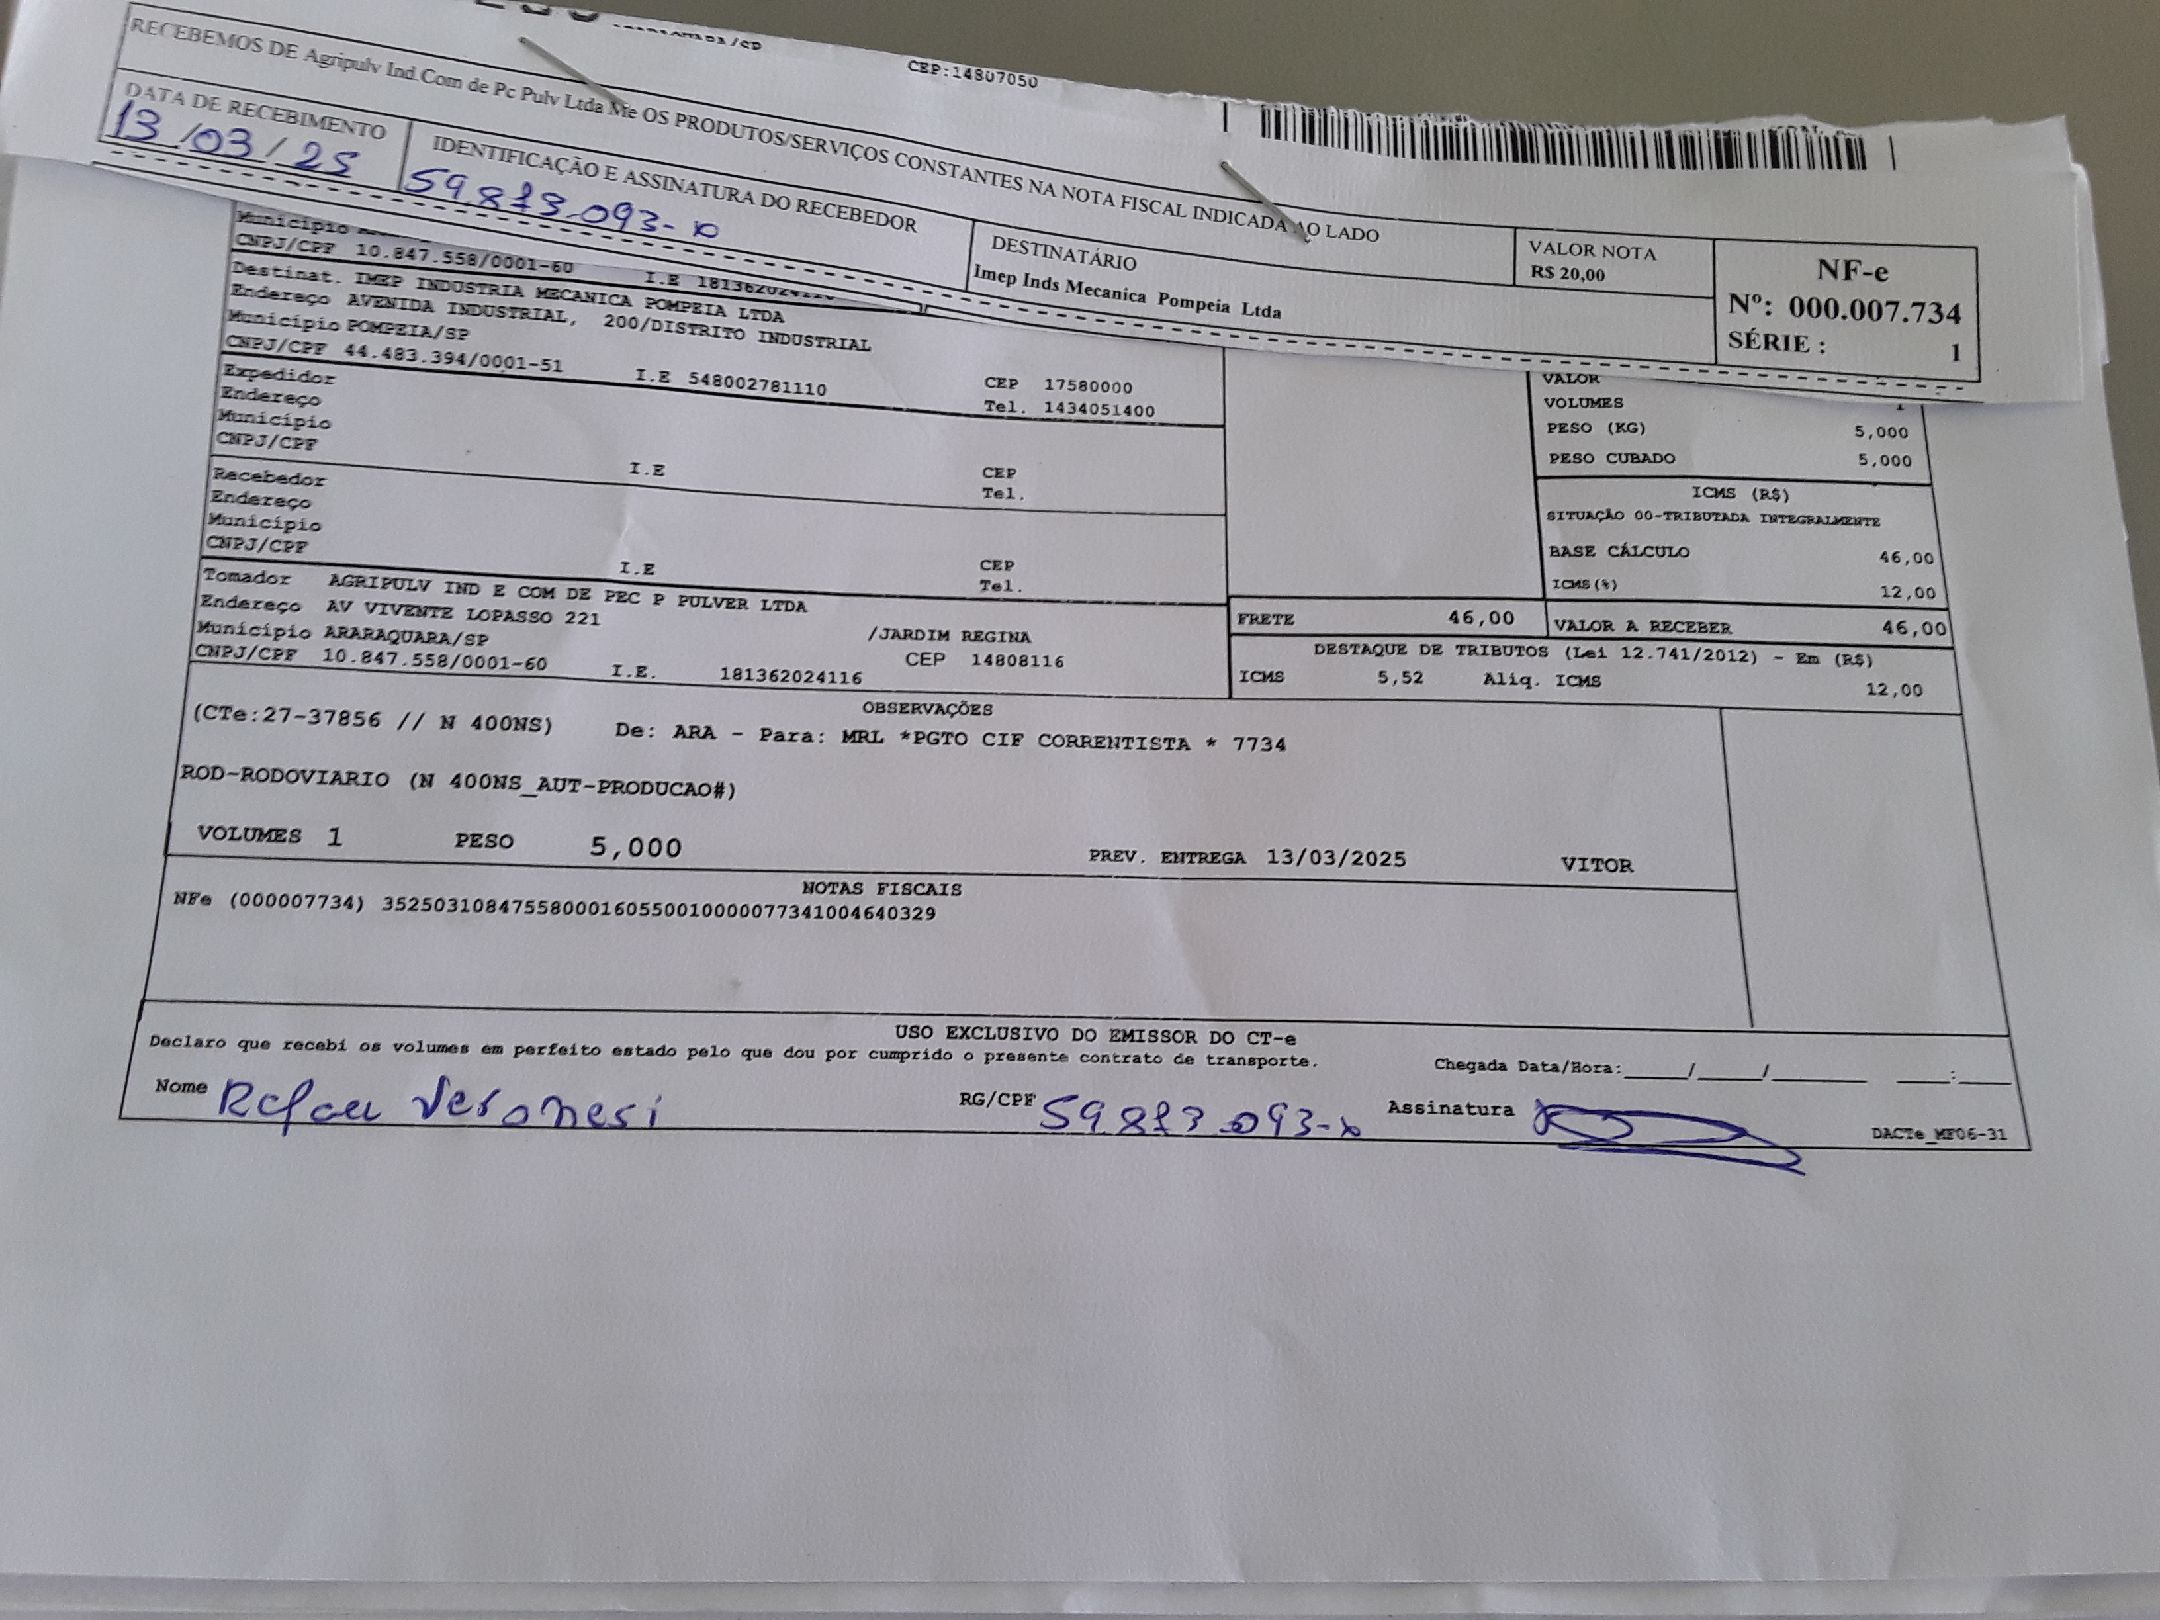 CEP:14807050
RECEBEMOS DE Agripulv Ind.Com de Pc Pulv Ltda Me OS PRODUTOS/SERVIÇOS CONSTANTES NA NOTA FISCAL INDICADA AO LADO
DATA DE RECEBIMENTO
13/03/25
IDENTIFICAÇÃO E ASSINATURA DO RECEBEDOR
59.873.093-x
DESTINATÁRIO
Imep Inds Mecanica Pompeia Ltda
VALOR NOTA
R$ 20,00
NF-e
Nº: 000.007.734
SÉRIE : 1
Município
CNPJ/CPF 10.847.558/0001-60 I.E
Destinat. IMEP INDUSTRIA MECANICA POMPEIA LTDA
Endereço AVENIDA INDUSTRIAL, 200/DISTRITO INDUSTRIAL
Município POMPEIA/SP CEP 17580000
CNPJ/CPF 44.483.394/0001-51 I.E 548002781110 Tel. 1434051400
Expedidor
Endereço
Município CEP
CNPJ/CPF I.E Tel.
Recebedor
Endereço
Município CEP
CNPJ/CPF I.E Tel.
Tomador AGRIPULV IND E COM DE PEC P PULVER LTDA
Endereço AV VIVENTE LOPASSO 221 /JARDIM REGINA
Município ARARAQUARA/SP CEP 14808116
CNPJ/CPF 10.847.558/0001-60 I.E. 181362024116
VALOR
VOLUMES 1
PESO (KG) 5,000
PESO CUBADO 5,000
ICMS (R$)
SITUAÇÃO 00-TRIBUTADA INTEGRALMENTE
BASE CÁLCULO 46,00
ICMS(%) 12,00
FRETE 46,00 VALOR A RECEBER 46,00
DESTAQUE DE TRIBUTOS (Lei 12.741/2012) - Em (R$)
ICMS 5,52 Aliq. ICMS 12,00
OBSERVAÇÕES
(CTe:27-37856 // N 400NS) De: ARA - Para: MRL *PGTO CIF CORRENTISTA * 7734
ROD-RODOVIARIO (N 400NS_AUT-PRODUCAO#)
VOLUMES 1 PESO 5,000 PREV. ENTREGA 13/03/2025 VITOR
NOTAS FISCAIS
NFe (000007734) 35250310847558000160550010000077341004640329
USO EXCLUSIVO DO EMISSOR DO CT-e
Declaro que recebi os volumes em perfeito estado pelo que dou por cumprido o presente contrato de transporte. Chegada Data/Hora:____/____/______ ___:___
Nome Rafael Veronesi RG/CPF 59.873.093-x Assinatura
DACTe_MF06-31